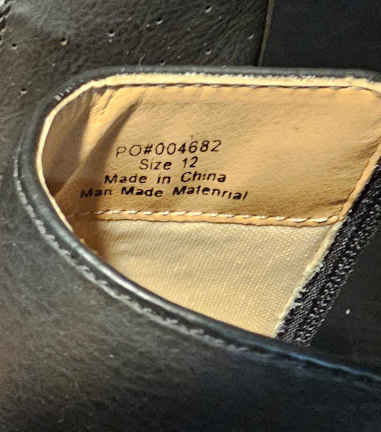 PO#004682
Size 12
Made in China
Man Made Matenrial